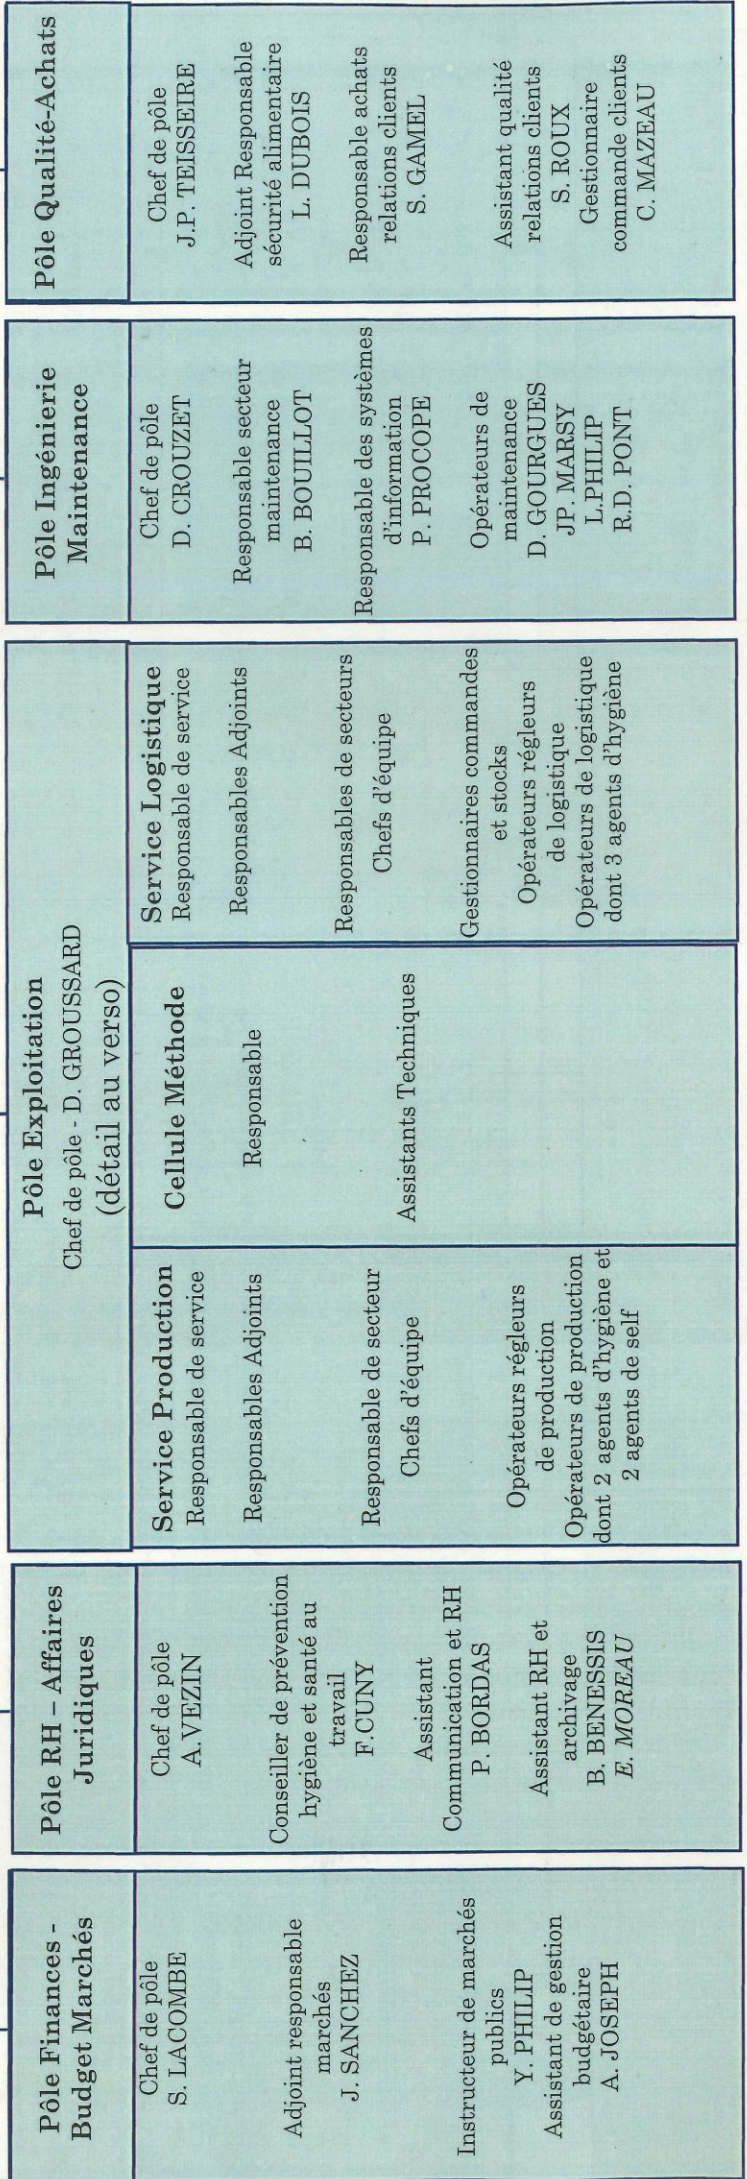 Pôle Finances -
Budget Marchés
Chef de pôle
S. LACOMBE
Adjoint responsable
marchés
J. SANCHEZ
Instructeur de marchés
publics
Y. PHILIP
Assistant de gestion
budgétaire
A. JOSEPH
Pôle RH – Affaires
Juridiques
Chef de pôle
A. VEZIN
Conseiller de prévention
hygiène et santé au
travail
F.CUNY
Assistant
Communication et RH
P. BORDAS
Assistant RH et
archivage
B. BENESSIS
E. MOREAU
Pôle Exploitation
Chef de pôle - D. GROUSSARD
(détail au verso)
Service Production
Responsable de service
Responsables Adjoints
Responsable de secteur
Chefs d'équipe
Opérateurs régleurs
de production
Opérateurs de production
dont 2 agents d'hygiène et
2 agents de self
Cellule Méthode
Responsable
Assistants Techniques
Service Logistique
Responsable de service
Responsables Adjoints
Responsables de secteurs
Chefs d'équipe
Gestionnaires commandes
et stocks
Opérateurs régleurs
de logistique
Opérateurs de logistique
dont 3 agents d'hygiène
Pôle Ingénierie
Maintenance
Chef de pôle
D. CROUZET
Responsable secteur
maintenance
B. BOUILLOT
Responsable des systèmes
d'information
P. PROCOPE
Opérateurs de
maintenance
D. GOURGUES
JP. MARSY
L.PHILIP
R.D. PONT
Pôle Qualité-Achats
Chef de pôle
J.P. TEISSEIRE
Adjoint Responsable
sécurité alimentaire
L. DUBOIS
Responsable achats
relations clients
S. GAMEL
Assistant qualité
relations clients
S. ROUX
Gestionnaire
commande clients
C. MAZEAU